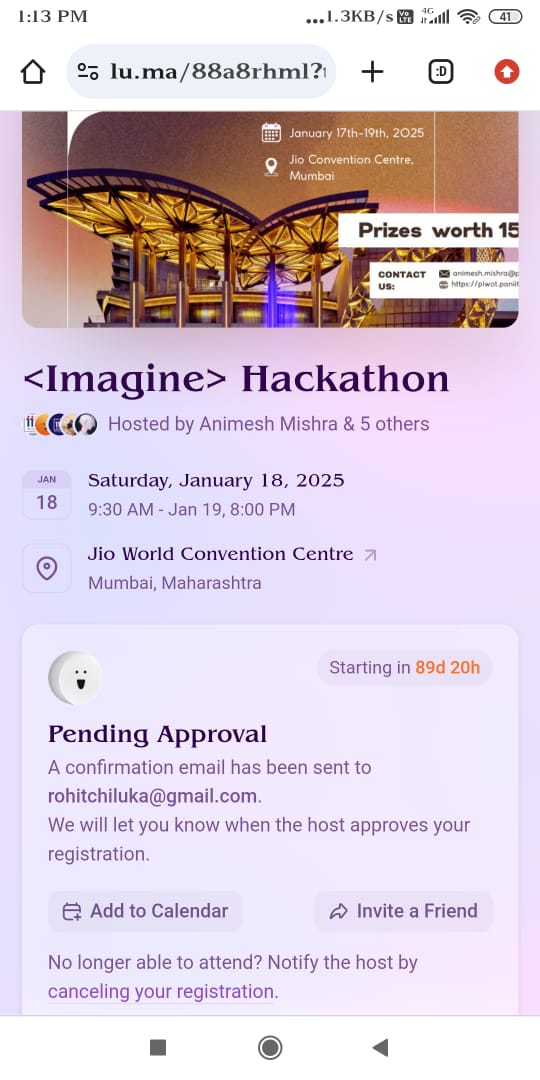 1:13 PM
...1.3KB/s Vo LTE 4G 41
lu.ma/88a8rhml?
:D
January 17th-19th, 2025
Jio Convention Centre,
Mumbai
Prizes worth 15
CONTACT
US:
animesh.mishra@p
https://piwot.paniit
<Imagine> Hackathon
Hosted by Animesh Mishra & 5 others
JAN
18
Saturday, January 18, 2025
9:30 AM - Jan 19, 8:00 PM
Jio World Convention Centre
Mumbai, Maharashtra
Starting in 89d 20h
Pending Approval
A confirmation email has been sent to
rohitchiluka@gmail.com.
We will let you know when the host approves your
registration.
Add to Calendar
Invite a Friend
No longer able to attend? Notify the host by
canceling your registration.